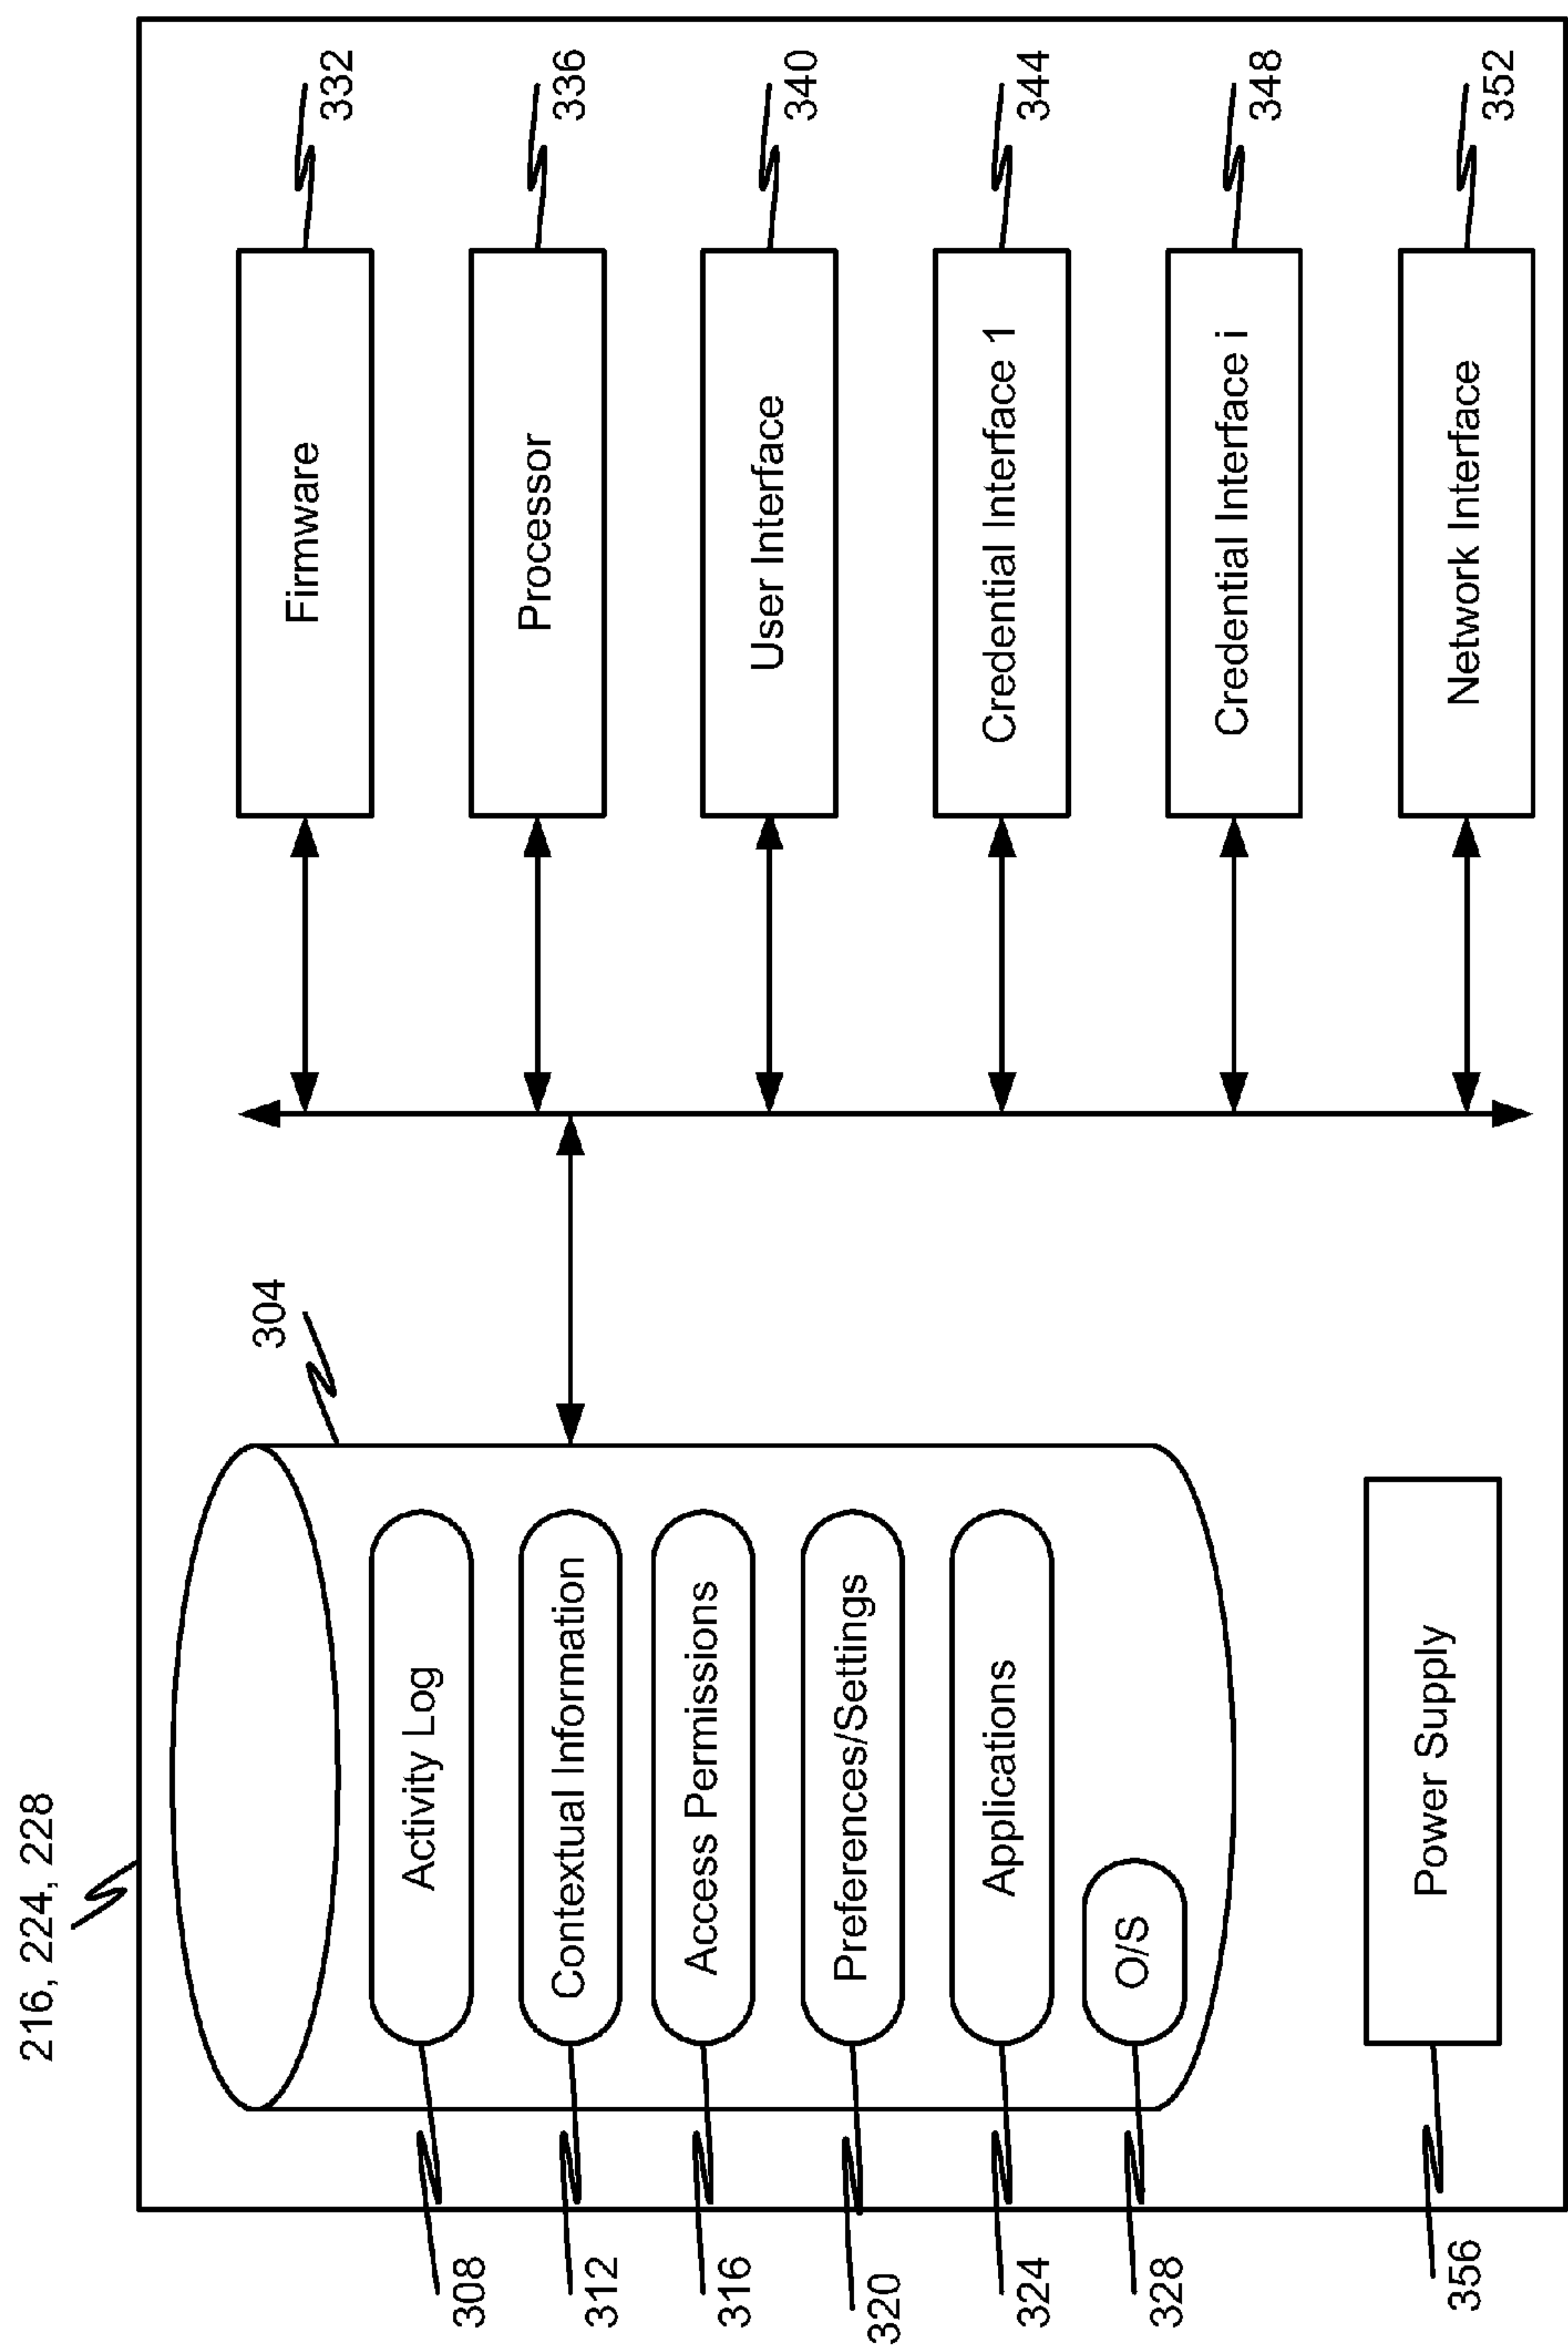 216, 224, 228
304
308
Activity Log
312
Contextual Information
316
Access Permissions
320
Preferences/Settings
324
Applications
328
O/S
356
Power Supply
Firmware
332
Processor
336
User Interface
340
Credential Interface 1
344
Credential Interface i
348
Network Interface
352